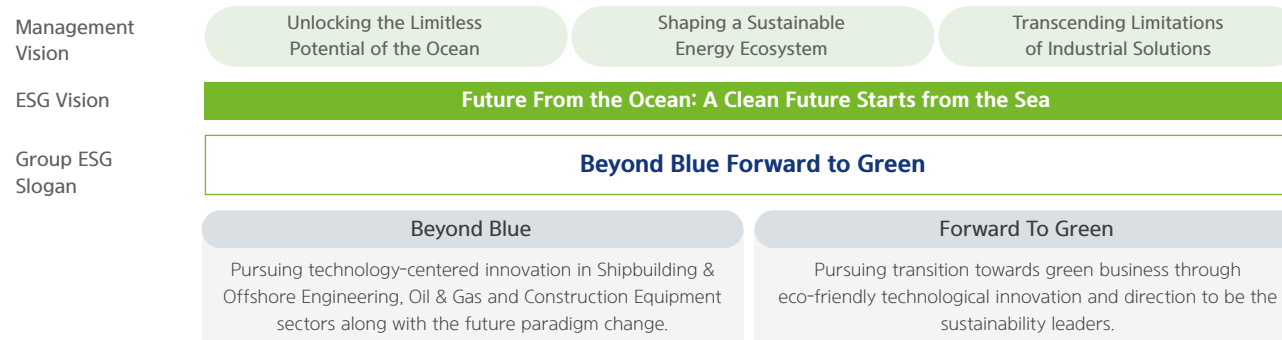 Management
Vision
Unlocking the Limitless
Potential of the Ocean
Shaping a Sustainable
Energy Ecosystem
Transcending Limitations
of Industrial Solutions
ESG Vision
Future From the Ocean: A Clean Future Starts from the Sea
Group ESG
Slogan
Beyond Blue Forward to Green
Beyond Blue
Pursuing technology-centered innovation in Shipbuilding &
Offshore Engineering, Oil & Gas and Construction Equipment
sectors along with the future paradigm change.
Forward To Green
Pursuing transition towards green business through
eco-friendly technological innovation and direction to be the
sustainability leaders.